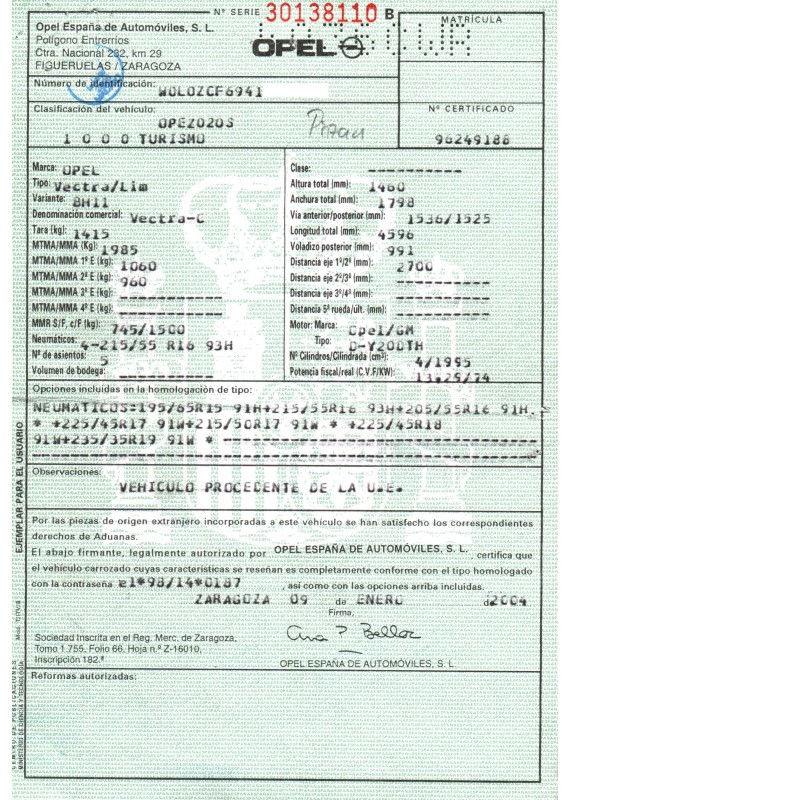 Nº SERIE 30138110 B
MATRÍCULA
Opel España de Automóviles, S. L.
Polígono Entrerríos
Ctra. Nacional 232, km 29
FIGUERUELAS / ZARAGOZA
OPEL
Número de identificación:
W0L0ZCF6941
Clasificación del vehículo:
OPEZ020S
1 0 0 0 TURISMO
Nº CERTIFICADO
96249188
Marca: OPEL
Tipo: Vectra/Lim
Variante: BH11
Denominación comercial: Vectra-C
Tara (kg): 1415
MTMA/MMA (Kg): 1985
MTMA/MMA 1º E (kg): 1060
MTMA/MMA 2º E (kg): 960
MTMA/MMA 3º E (kg): -----------
MTMA/MMA 4º E (kg): -----------
MMR S/F, c/F (kg): 745/1500
Neumáticos: 4-215/55 R16 93H
Nº de asientos: 5
Volumen de bodega: -----------
Clase: -----------
Altura total (mm): 1460
Anchura total (mm): 1798
Vía anterior/posterior (mm): 1536/1525
Longitud total (mm): 4596
Voladizo posterior (mm): 991
Distancia eje 1º/2º (mm): 2700
Distancia eje 2º/3º (mm): -----------
Distancia eje 3º/4º (mm): -----------
Distancia 5ª rueda/últ. (mm): -----------
Motor: Marca: Opel/GM
Tipo: D-Y20DTH
Nº Cilindros/Cilindrada (cm³): 4/1995
Potencia fiscal/real (C.V.F/KW): 13,25/74
Opciones incluidas en la homologación de tipo:
NEUMATICOS=195/65R15 91H+215/55R16 93H+205/55R16 91H.
* +225/45R17 91W+215/50R17 91W * +225/45R18
91W+235/35R19 91W *
Observaciones:
VEHICULO PROCEDENTE DE LA U.E.
EJEMPLAR PARA EL USUARIO
Por las piezas de origen extranjero incorporadas a este vehículo se han satisfecho los correspondientes
derechos de Aduanas.
El abajo firmante, legalmente autorizado por OPEL ESPAÑA DE AUTOMÓVILES, S. L. certifica que
el vehículo carrozado cuyas características se reseñan es completamente conforme con el tipo homologado
con la contraseña e1*98/14*0187 , así como con las opciones arriba incluidas.
ZARAGOZA 09 de ENERO de 2004
Firma,
Sociedad Inscrita en el Reg. Merc. de Zaragoza,
Tomo 1.755, Folio 66, Hoja n.º Z-16010,
Inscripción 182.ª
OPEL ESPAÑA DE AUTOMÓVILES, S. L.
Reformas autorizadas:
MINISTERIO DE CIENCIA Y TECNOLOGIA